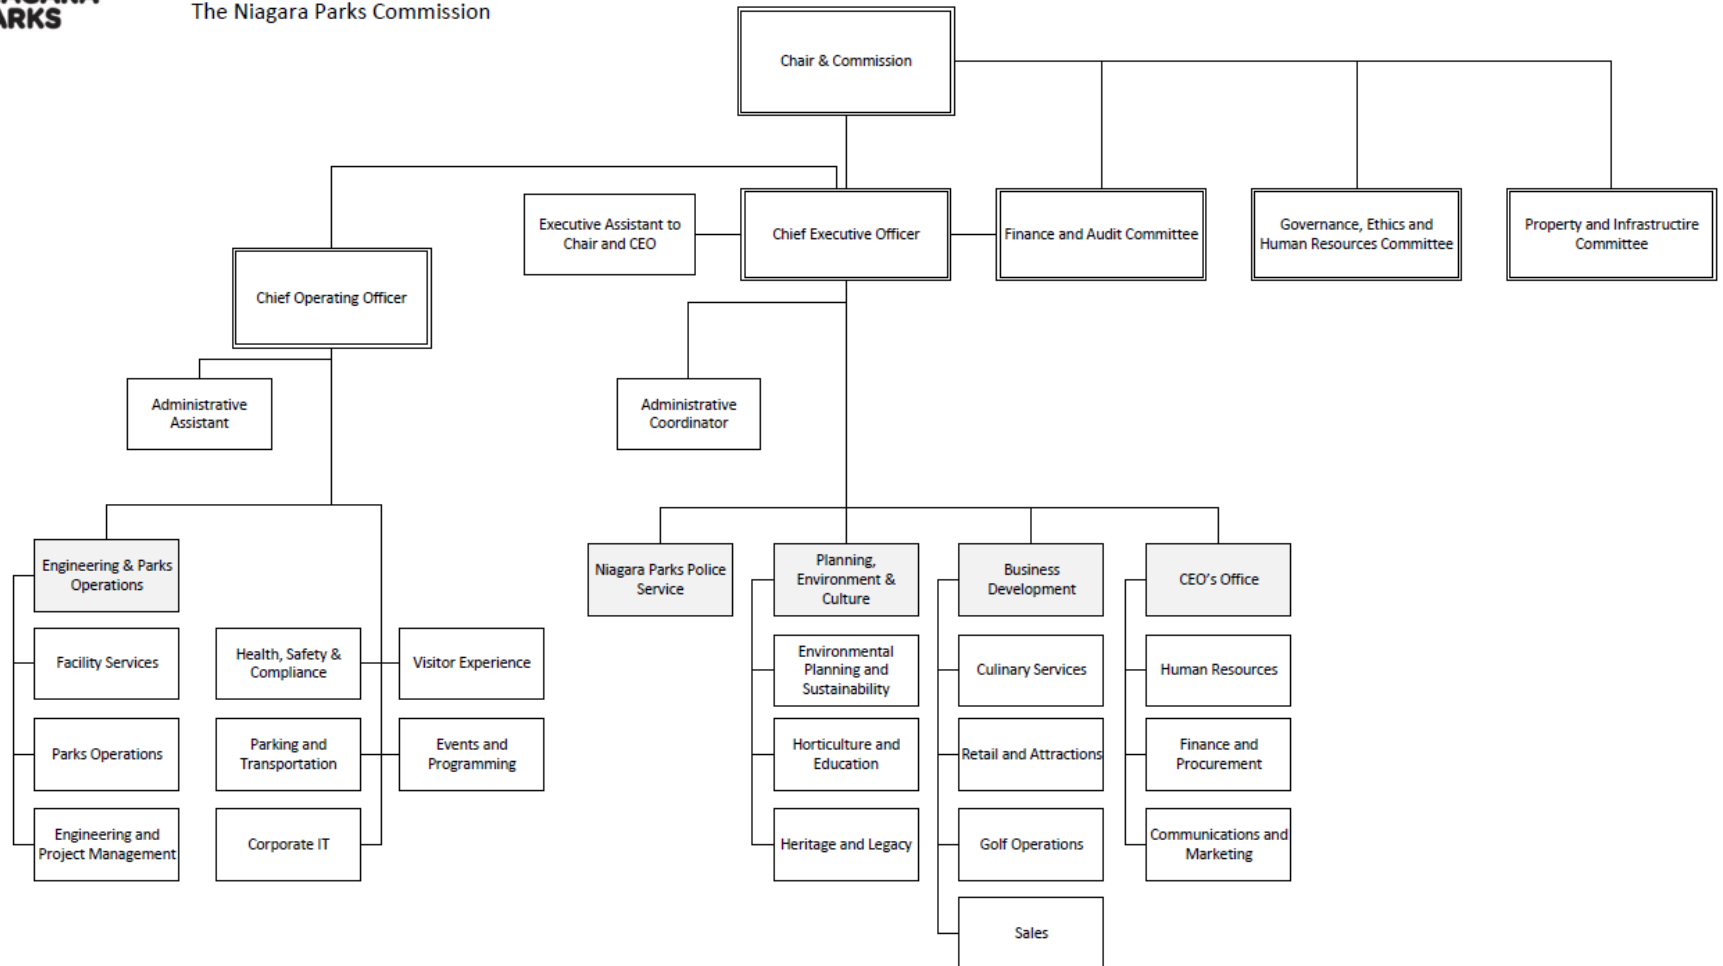 ARKS
The Niagara Parks Commission
Chair & Commission
Executive Assistant to
Chair and CEO
Chief Executive Officer
Finance and Audit Committee
Governance, Ethics and
Human Resources Committee
Property and Infrastructire
Committee
Chief Operating Officer
Administrative
Assistant
Administrative
Coordinator
Engineering & Parks
Operations
Facility Services
Parks Operations
Engineering and
Project Management
Health, Safety &
Compliance
Parking and
Transportation
Corporate IT
Visitor Experience
Events and
Programming
Niagara Parks Police
Service
Planning,
Environment &
Culture
Environmental
Planning and
Sustainability
Horticulture and
Education
Heritage and Legacy
Business
Development
Culinary Services
Retail and Attractions
Golf Operations
Sales
CEO's Office
Human Resources
Finance and
Procurement
Communications and
Marketing